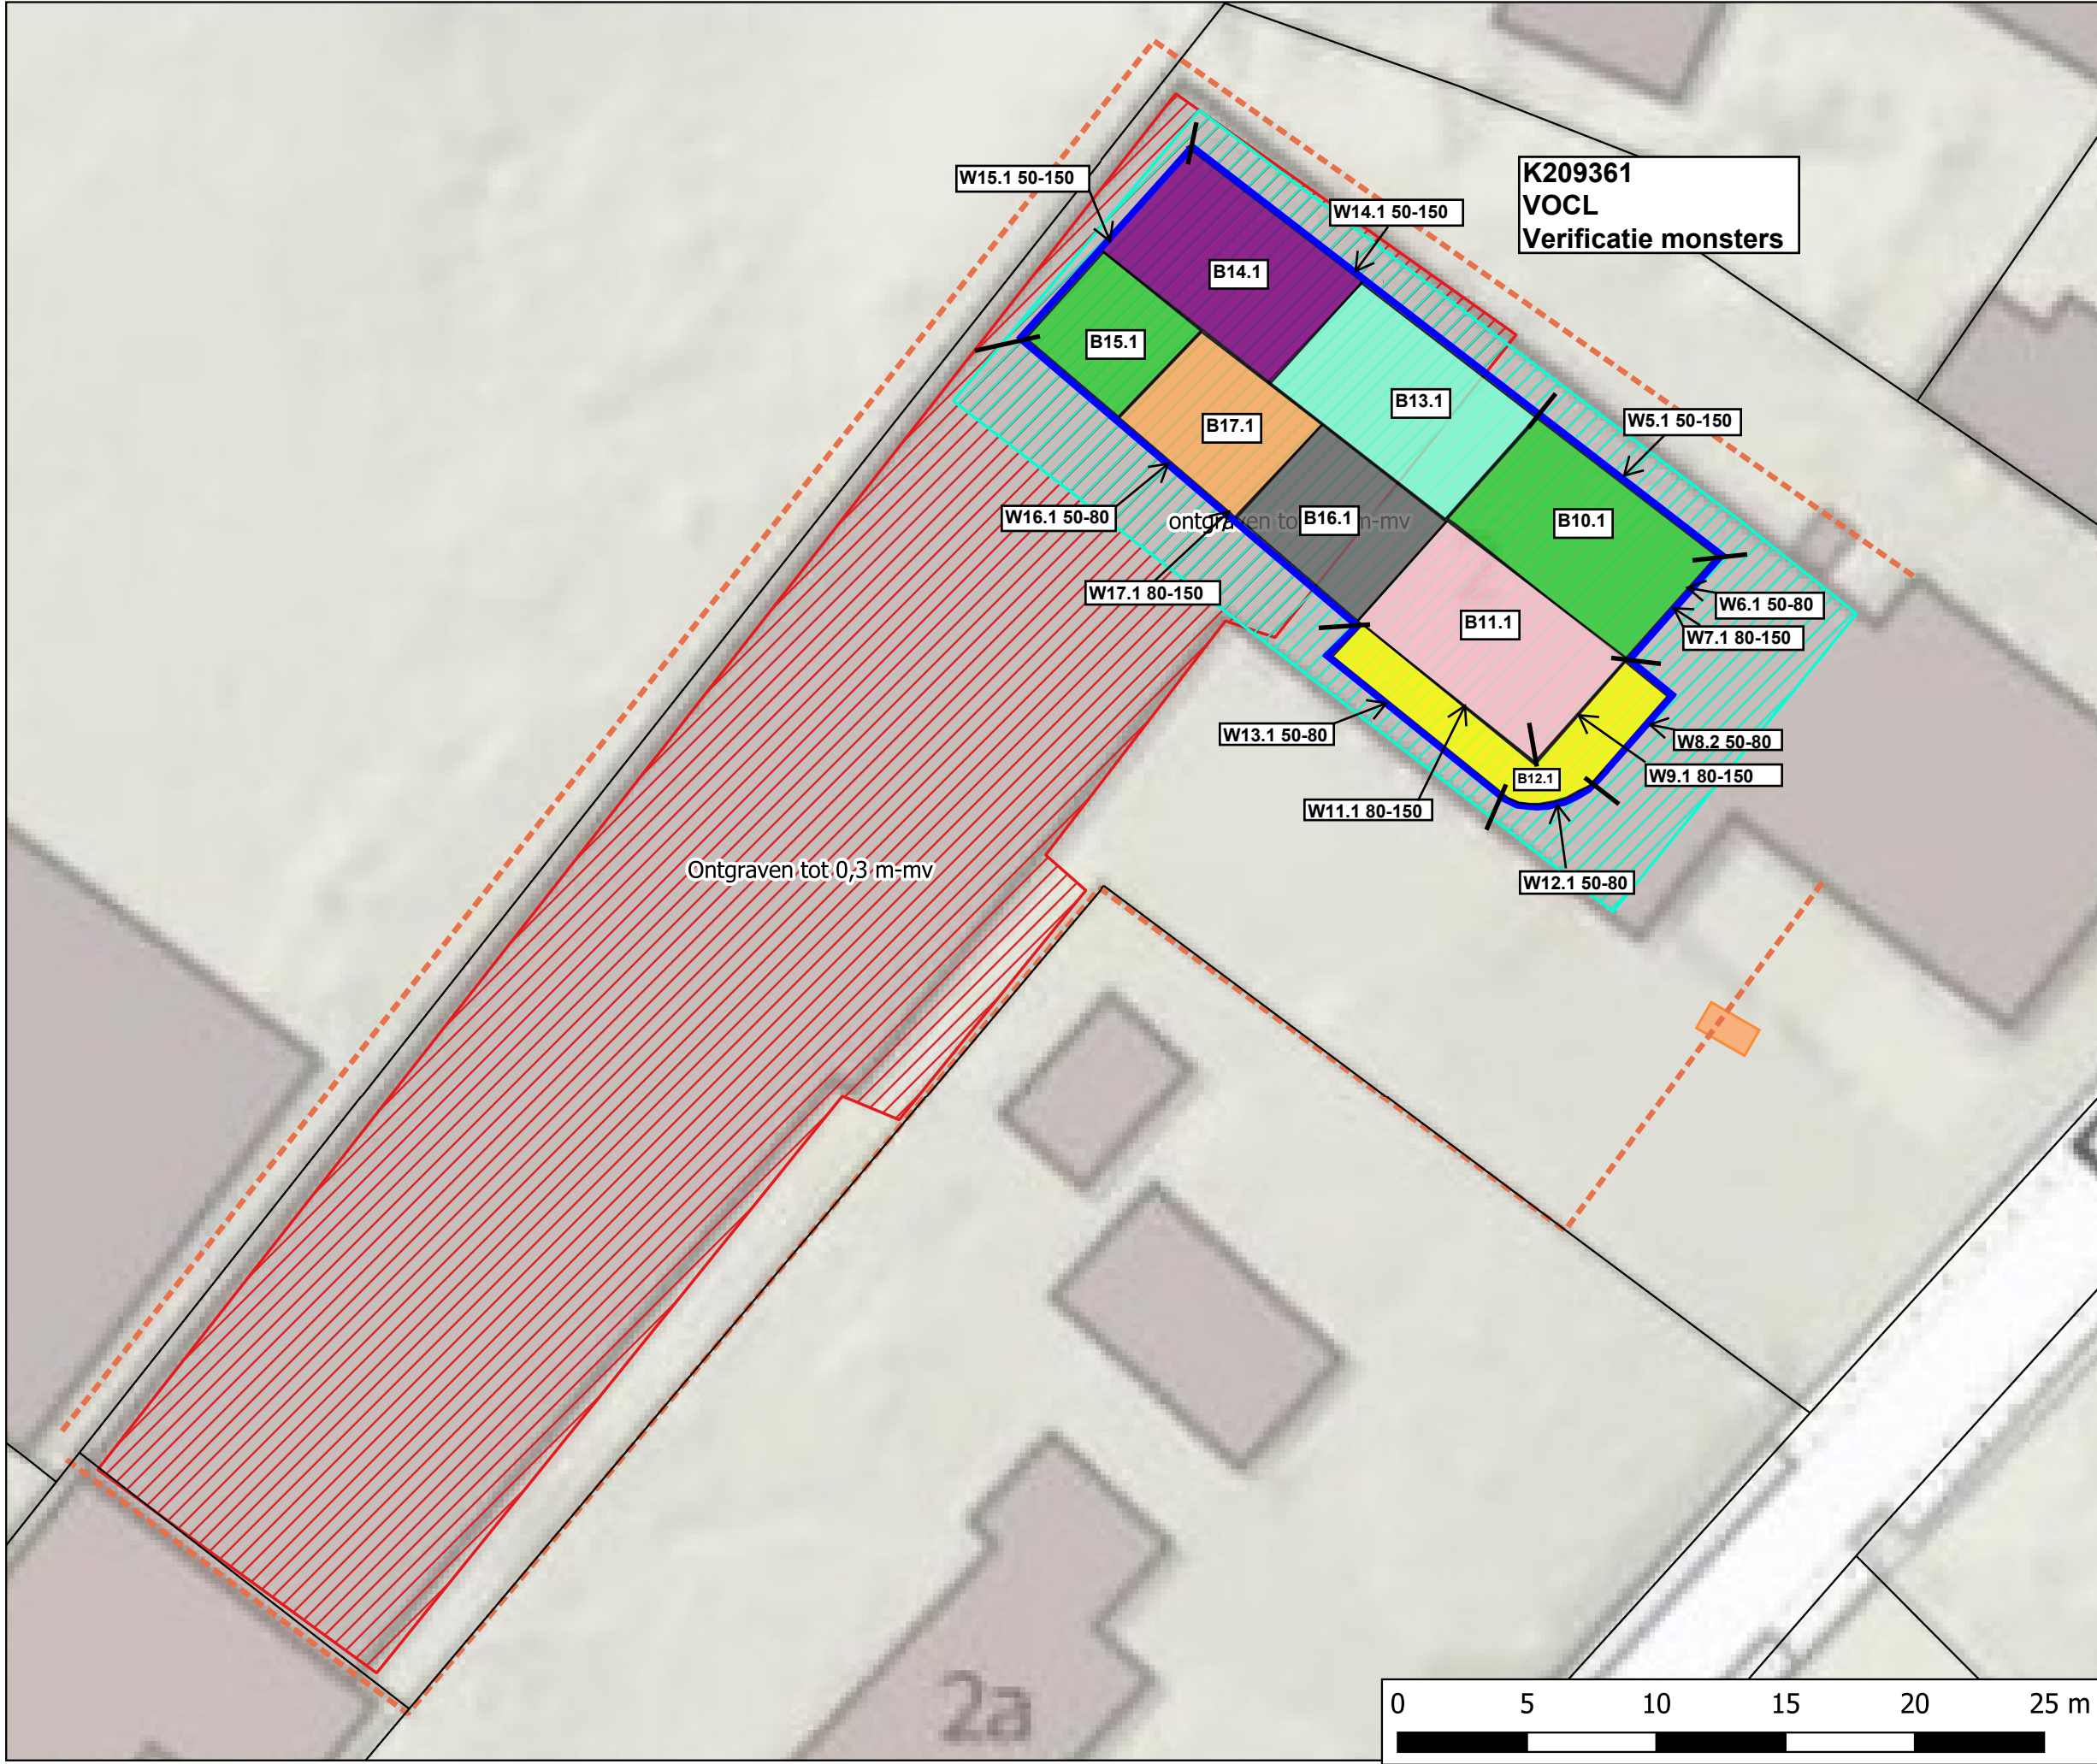 K209361
VOCL
Verificatie monsters
W15.1 50-150
W14.1 50-150
B14.1
B15.1
B13.1
W5.1 50-150
B17.1
W16.1 50-80
ontgraven to
m-mv
B16.1
B10.1
W17.1 80-150
W6.1 50-80
B11.1
W7.1 80-150
W13.1 50-80
W8.2 50-80
B12.1
W9.1 80-150
W11.1 80-150
Ontgraven tot 0,3 m-mv
W12.1 50-80
2a
0 5 10 15 20 25 m